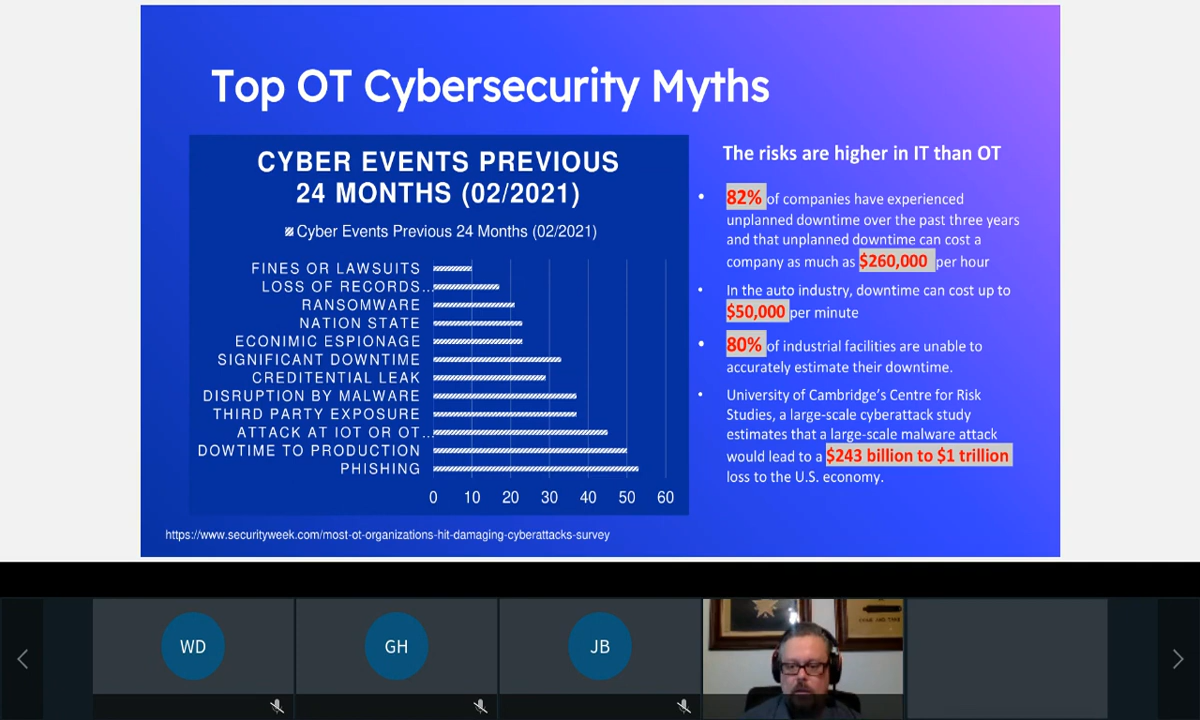 Top OT Cybersecurity Myths
CYBER EVENTS PREVIOUS
24 MONTHS (02/2021)
Cyber Events Previous 24 Months (02/2021)
FINES OR LAWSUITS
LOSS OF RECORDS...
RANSOMWARE
NATION STATE
ECONIMIC ESPIONAGE
SIGNIFICANT DOWNTIME
CREDITENTIAL LEAK
DISRUPTION BY MALWARE
THIRD PARTY EXPOSURE
ATTACK AT IOT OR OT...
DOWTIME TO PRODUCTION
PHISHING
0 10 20 30 40 50 60
https://www.securityweek.com/most-ot-organizations-hit-damaging-cyberattacks-survey
The risks are higher in IT than OT
• 82% of companies have experienced
unplanned downtime over the past three years
and that unplanned downtime can cost a
company as much as $260,000 per hour
• In the auto industry, downtime can cost up to
$50,000 per minute
• 80% of industrial facilities are unable to
accurately estimate their downtime.
• University of Cambridge's Centre for Risk
Studies, a large-scale cyberattack study
estimates that a large-scale malware attack
would lead to a $243 billion to $1 trillion
loss to the U.S. economy.
WD
GH
JB